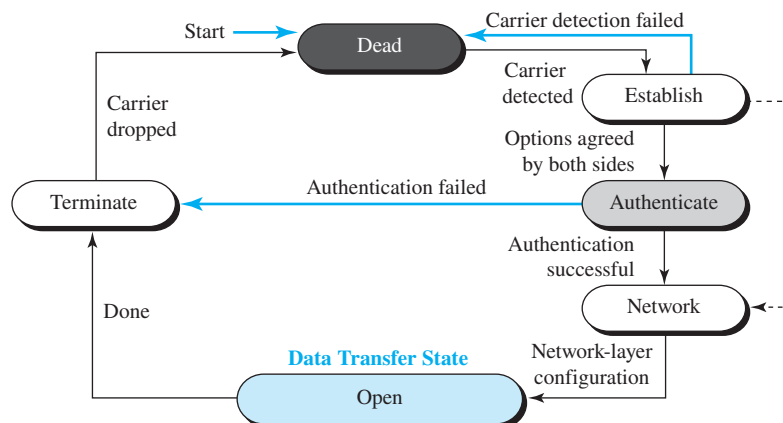 Carrier detection failed
Start
Dead
Carrier
detected
Establish
Carrier
dropped
Options agreed
by both sides
Authentication failed
Terminate
Authenticate
Authentication
successful
Network
Done
Data Transfer State
Network-layer
configuration
Open